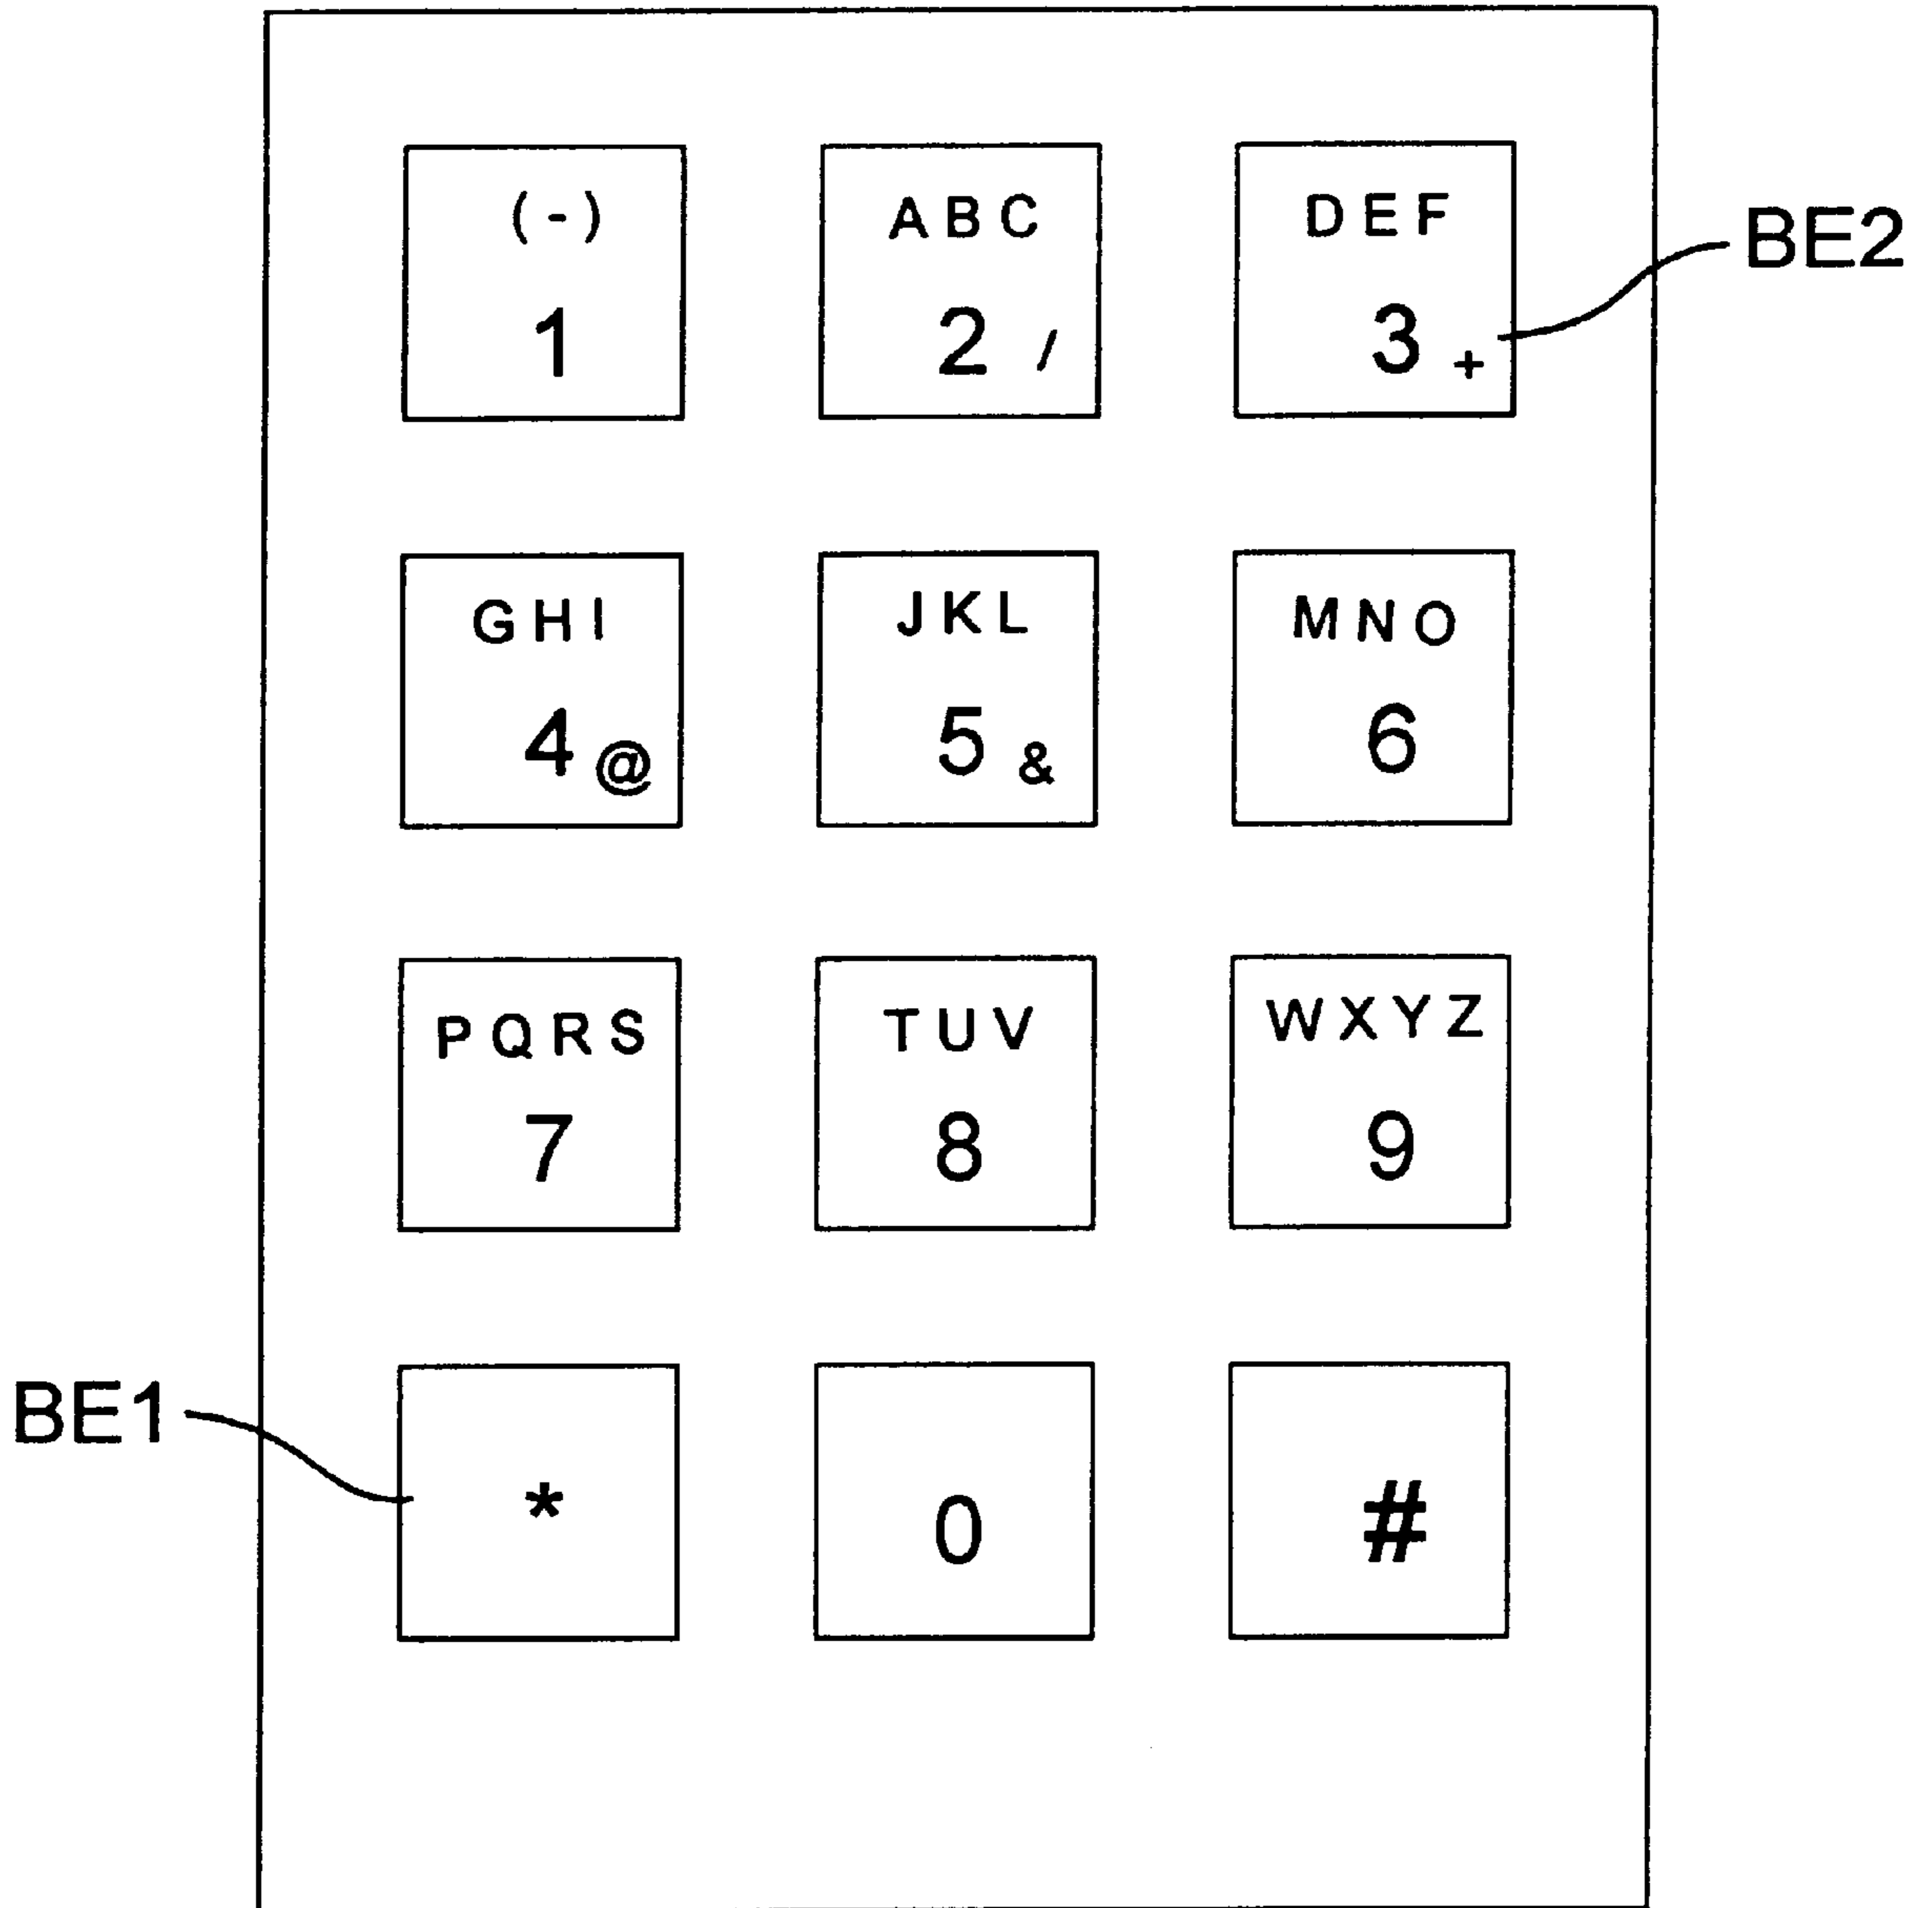 (-) ABC DEF
BE2
1 2 / 3 +
GHI JKL MNO
4 @ 5 & 6
PQRS TUV WXYZ
7 8 9
BE1
* 0 #